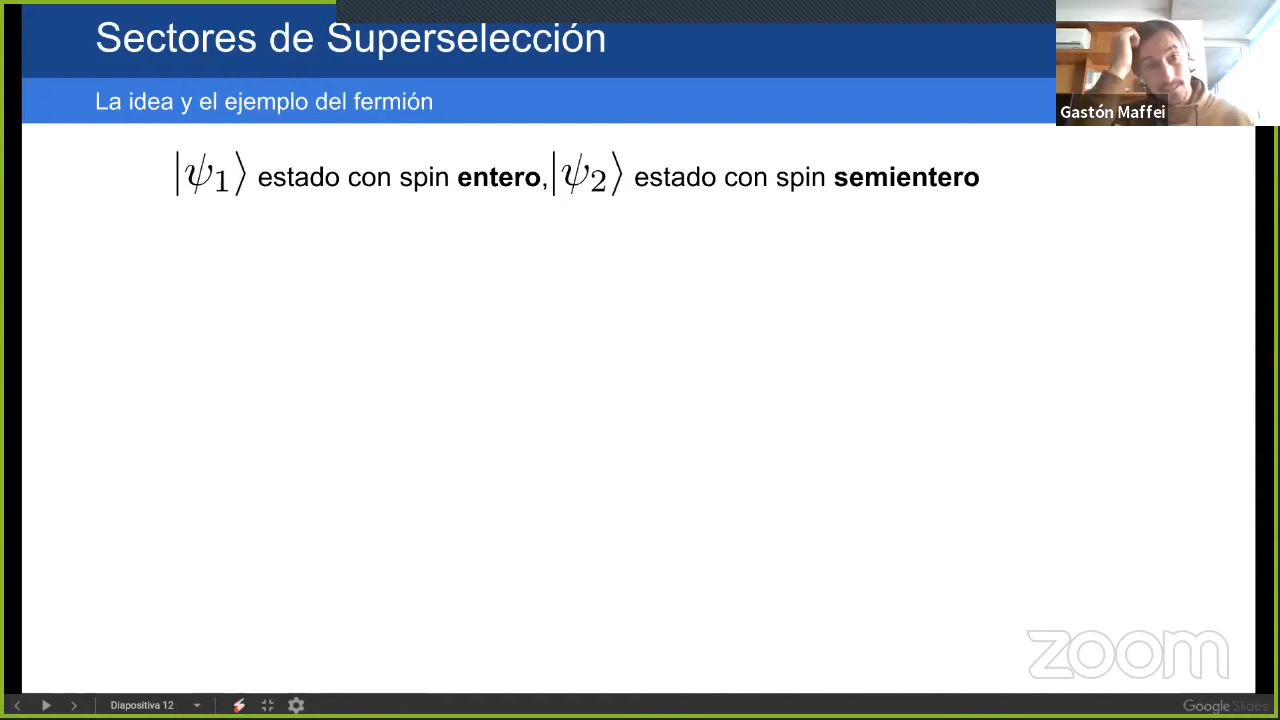 Sectores de Superselección
La idea y el ejemplo del fermión
Gastón Maffei
|ψ₁⟩ estado con spin entero, |ψ₂⟩ estado con spin semientero
zoom
Diapositiva 12
Google Slides